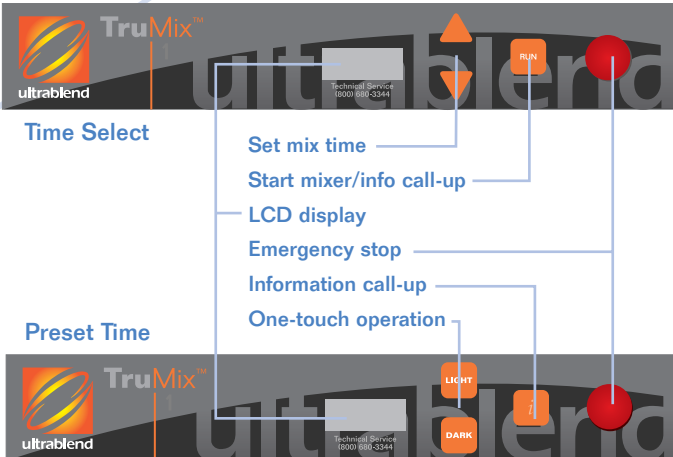 TruMix™
1
ultrablend
ultrablend
RUN
Technical Service
(800) 680-3344
Time Select
Set mix time
Start mixer/info call-up
LCD display
Emergency stop
Information call-up
One-touch operation
Preset Time
TruMix™
1
ultrablend
ultrablend
LIGHT
i
DARK
Technical Service
(800) 680-3344